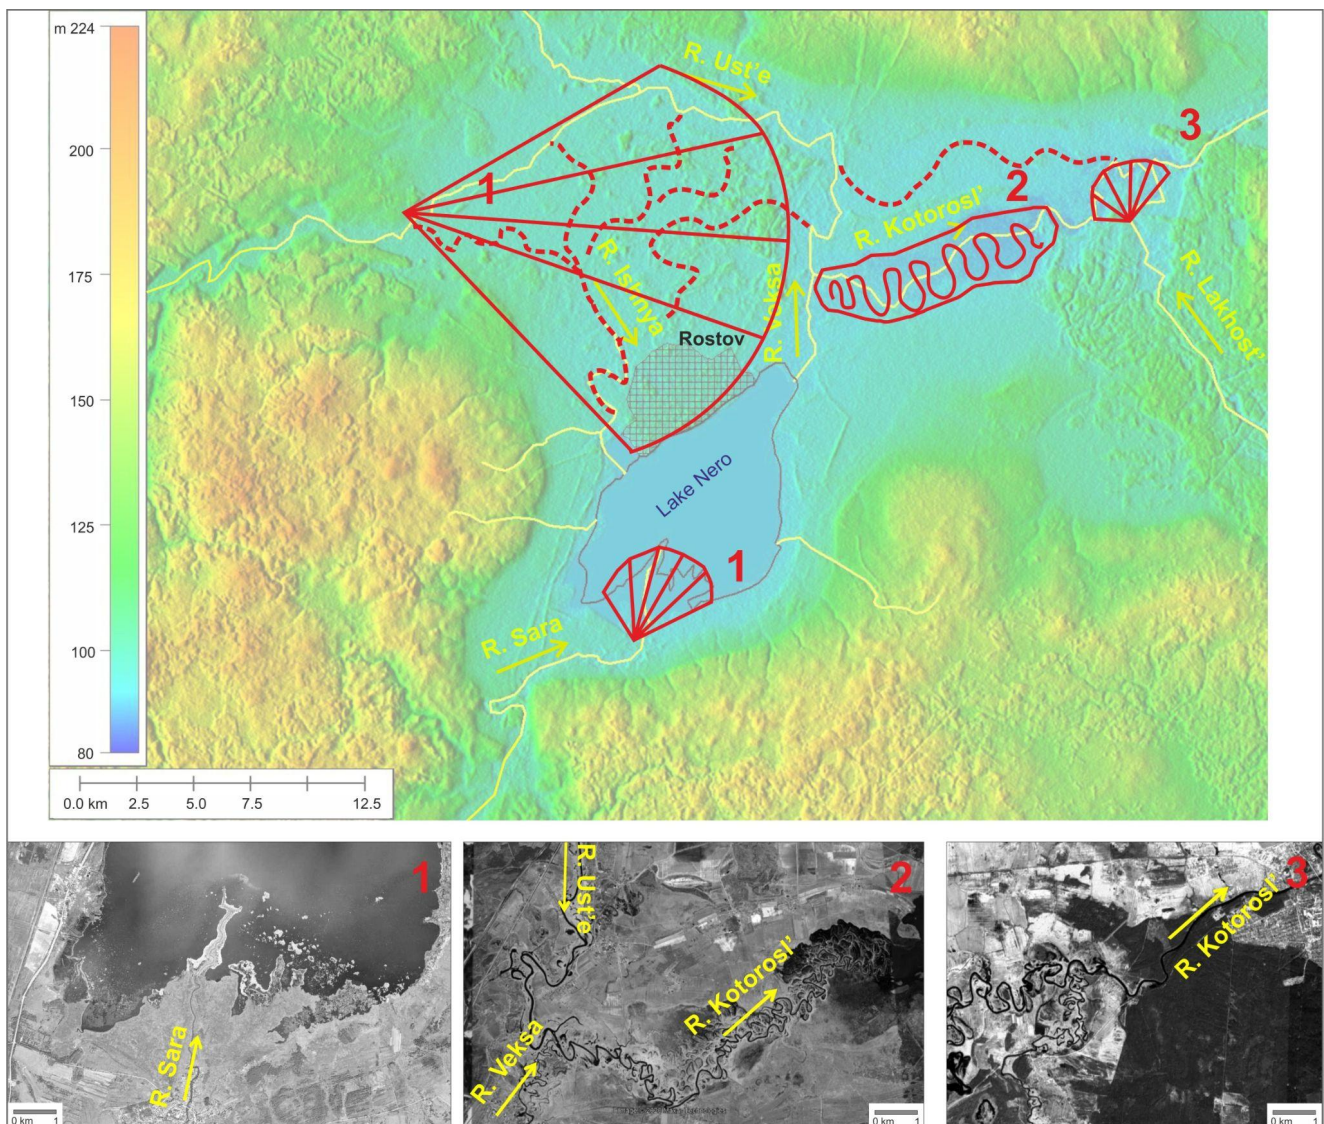 m 224
200
175
150
125
100
80
0.0 km 2.5 5.0 7.5 12.5
R. Ust'e
3
1
2
R. Kotorosl'
R. Ishnya
R. Veksa
R. Lakhost'
Rostov
Lake Nero
1
R. Sara
1
R. Sara
0 km 1
2
R. Ust'e
R. Kotorosl'
R. Veksa
0 km 1
3
R. Kotorosl'
0 km 1